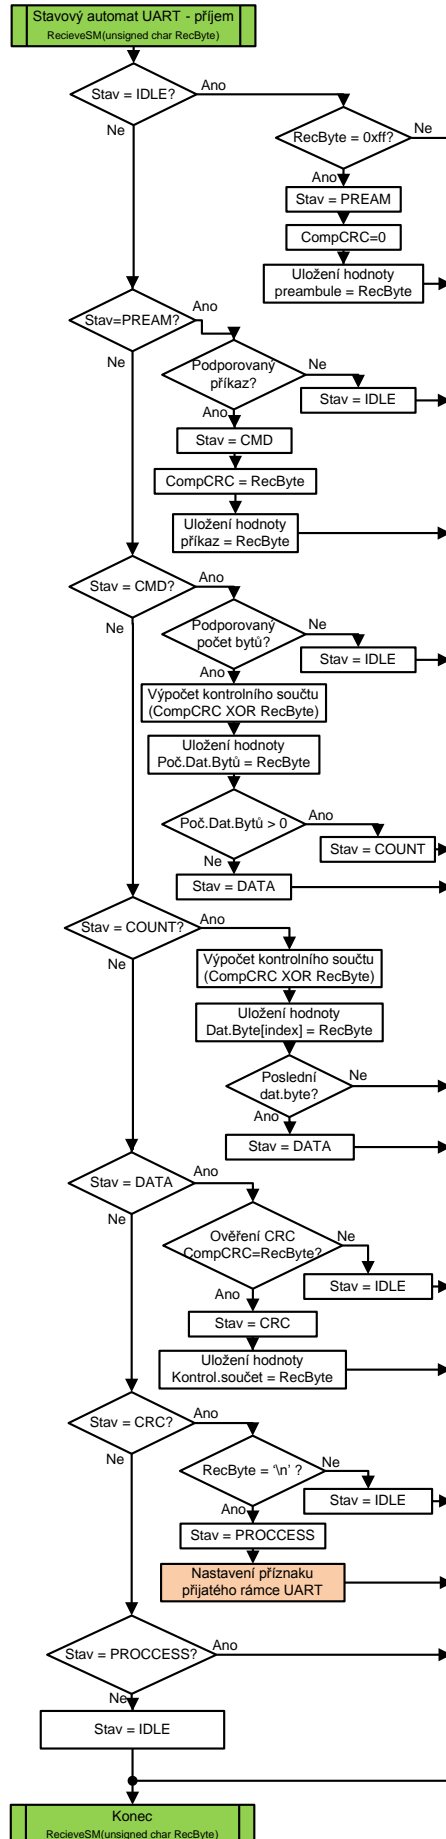 Stavový automat UART - příjem
RecieveSM(unsigned char RecByte)
Stav = IDLE?
Ano
Ne
RecByte = 0xff?
Ne
Ano
Stav = PREAM
CompCRC=0
Uložení hodnoty
preambule = RecByte
Stav=PREAM?
Ano
Ne
Podporovaný
příkaz?
Ne
Stav = IDLE
Ano
Stav = CMD
CompCRC = RecByte
Uložení hodnoty
příkaz = RecByte
Stav = CMD?
Ano
Ne
Podporovaný
počet bytů?
Ne
Stav = IDLE
Ano
Výpočet kontrolního součtu
(CompCRC XOR RecByte)
Uložení hodnoty
Poč.Dat.Bytů = RecByte
Poč.Dat.Bytů > 0
Ano
Stav = COUNT
Ne
Stav = DATA
Stav = COUNT?
Ano
Ne
Výpočet kontrolního součtu
(CompCRC XOR RecByte)
Uložení hodnoty
Dat.Byte[index] = RecByte
Poslední
dat.byte?
Ne
Ano
Stav = DATA
Stav = DATA
Ano
Ne
Ověření CRC
CompCRC=RecByte?
Ne
Stav = IDLE
Ano
Stav = CRC
Uložení hodnoty
Kontrol.součet = RecByte
Stav = CRC?
Ano
Ne
RecByte = '\n' ?
Ne
Stav = IDLE
Ano
Stav = PROCCESS
Nastavení příznaku
přijatého rámce UART
Stav = PROCCESS?
Ano
Ne
Stav = IDLE
Konec
RecieveSM(unsigned char RecByte)